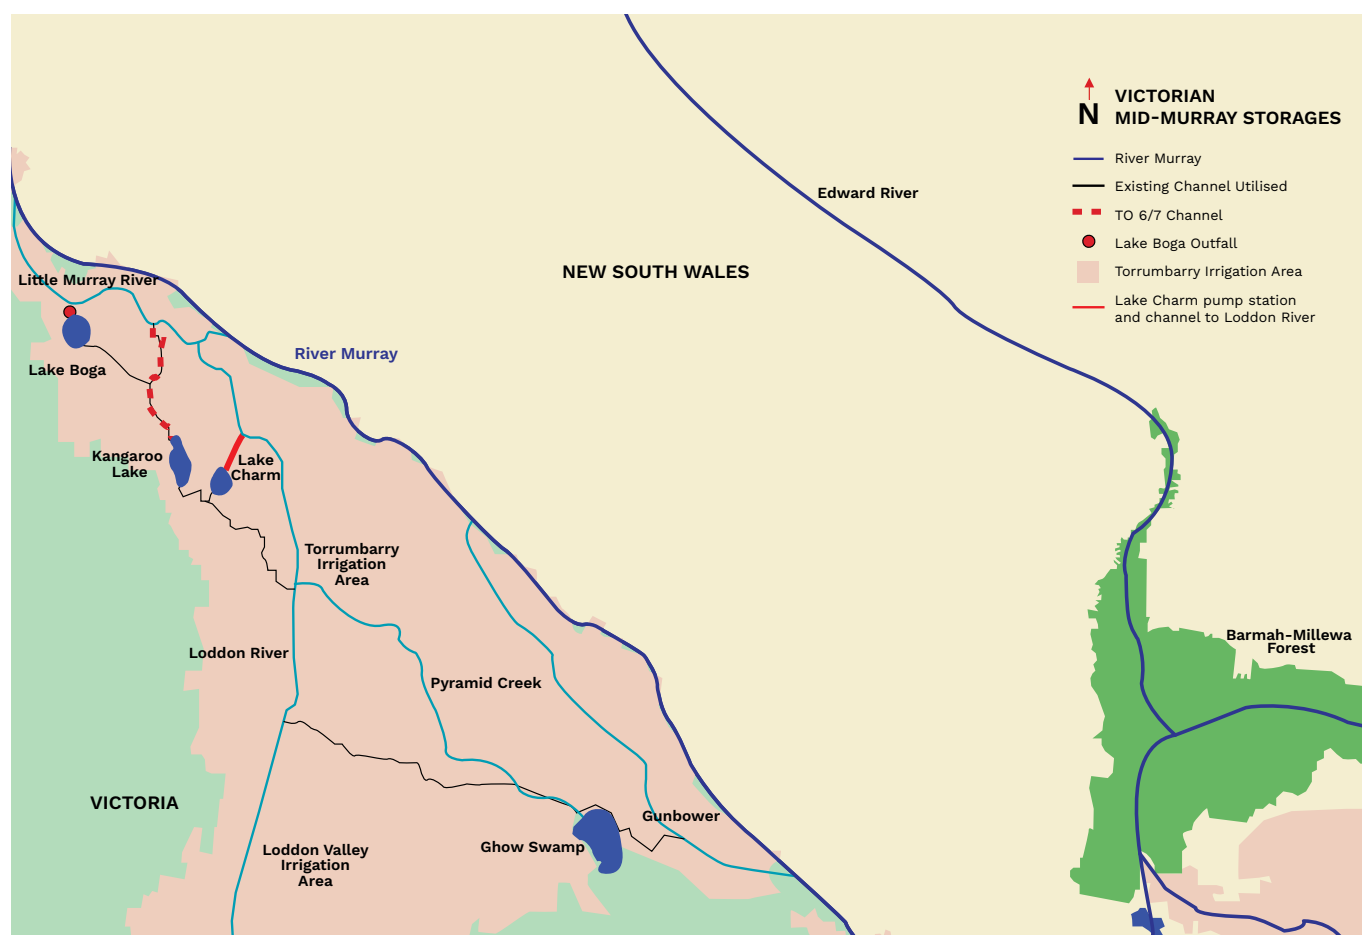 N
VICTORIAN
MID-MURRAY STORAGES
River Murray
Existing Channel Utilised
TO 6/7 Channel
Lake Boga Outfall
Torrumbarry Irrigation Area
Lake Charm pump station
and channel to Loddon River
Edward River
NEW SOUTH WALES
Little Murray River
River Murray
Lake Boga
Kangaroo
Lake
Lake
Charm
Torrumbarry
Irrigation
Area
Loddon River
Pyramid Creek
Barmah-Millewa
Forest
VICTORIA
Gunbower
Ghow Swamp
Loddon Valley
Irrigation
Area